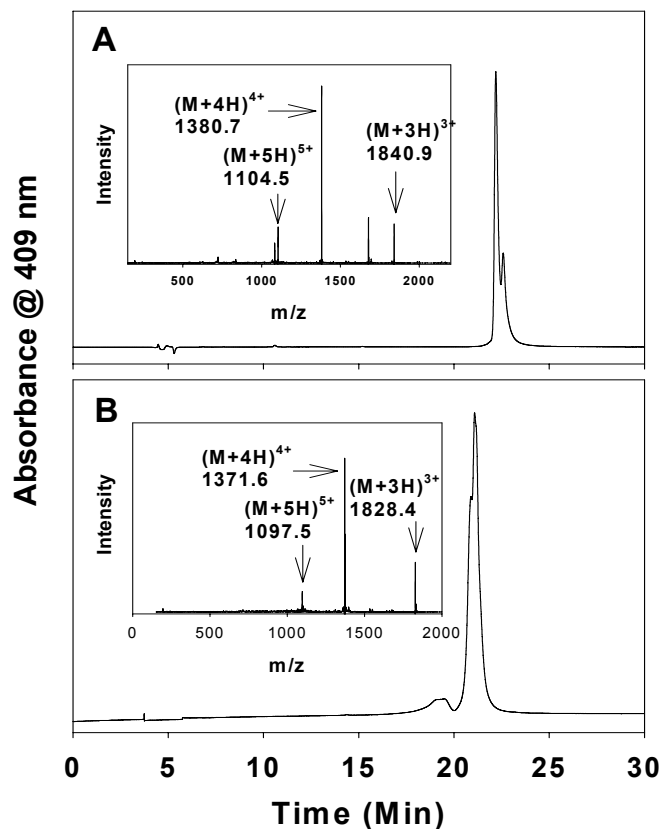 A
(M+4H)4+
1380.7
(M+3H)3+
1840.9
(M+5H)5+
1104.5
Intensity
500 1000 1500 2000
m/z
Absorbance @ 409 nm
B
(M+4H)4+
1371.6
(M+3H)3+
1828.4
(M+5H)5+
1097.5
Intensity
0 500 1000 1500 2000
m/z
0 5 10 15 20 25 30
Time (Min)